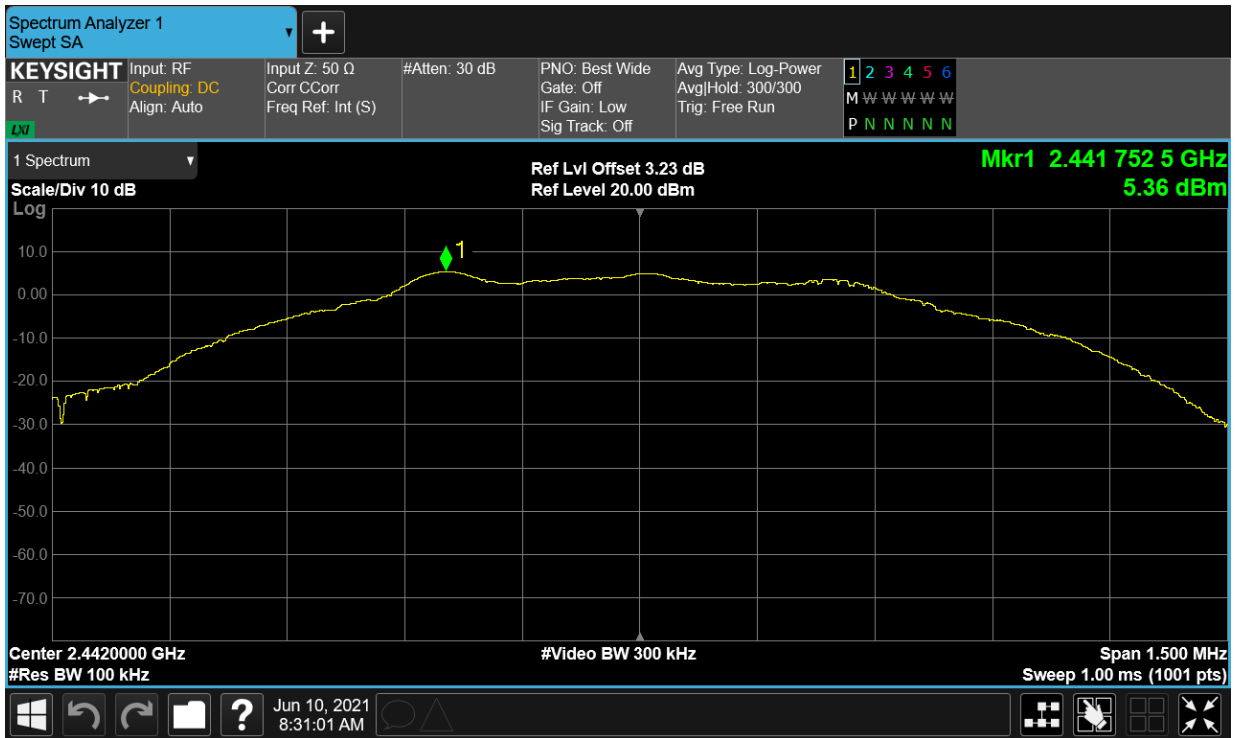 Spectrum Analyzer 1
Swept SA
▼
+
KEYSIGHT
R T
LXI
Input: RF
Coupling: DC
Align: Auto
Input Z: 50 Ω
Corr CCorr
Freq Ref: Int (S)
#Atten: 30 dB
PNO: Best Wide
Gate: Off
IF Gain: Low
Sig Track: Off
Avg Type: Log-Power
Avg|Hold: 300/300
Trig: Free Run
1 2 3 4 5 6
M W W W W W
P N N N N N
1 Spectrum ▼
Scale/Div 10 dB
Ref Lvl Offset 3.23 dB
Ref Level 20.00 dBm
Mkr1 2.441 752 5 GHz
5.36 dBm
Log
1
10.0
0.00
-10.0
-20.0
-30.0
-40.0
-50.0
-60.0
-70.0
Center 2.4420000 GHz
#Video BW 300 kHz
Span 1.500 MHz
#Res BW 100 kHz
Sweep 1.00 ms (1001 pts)
?
Jun 10, 2021
8:31:01 AM